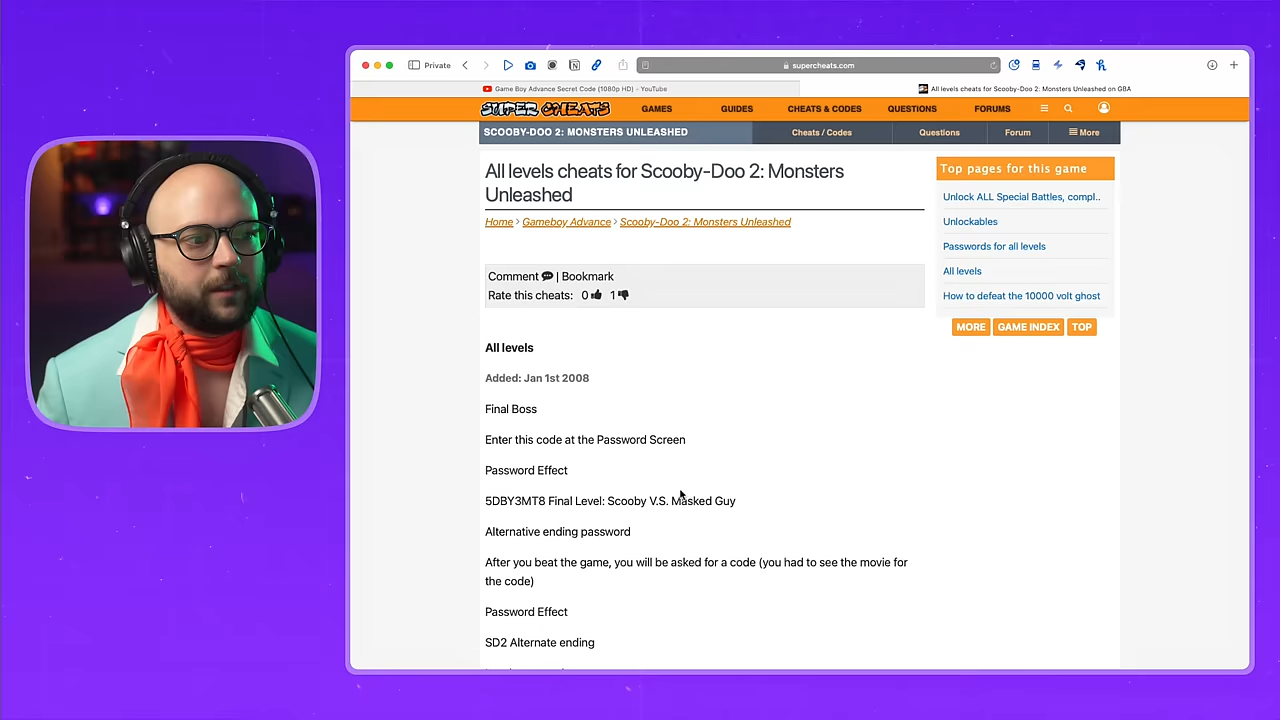 Private
supercheats.com
Game Boy Advance Secret Code (1080p HD) - YouTube
All levels cheats for Scooby-Doo 2: Monsters Unleashed on GBA
SUPER CHEATS
GAMES
GUIDES
CHEATS & CODES
QUESTIONS
FORUMS
SCOOBY-DOO 2: MONSTERS UNLEASHED
Cheats / Codes
Questions
Forum
More
All levels cheats for Scooby-Doo 2: Monsters
Unleashed
Home > Gameboy Advance > Scooby-Doo 2: Monsters Unleashed
Comment | Bookmark
Rate this cheats: 0 1
All levels
Added: Jan 1st 2008
Final Boss
Enter this code at the Password Screen
Password Effect
5DBY3MT8 Final Level: Scooby V.S. Masked Guy
Alternative ending password
After you beat the game, you will be asked for a code (you had to see the movie for
the code)
Password Effect
SD2 Alternate ending
Top pages for this game
Unlock ALL Special Battles, compl..
Unlockables
Passwords for all levels
All levels
How to defeat the 10000 volt ghost
MORE
GAME INDEX
TOP